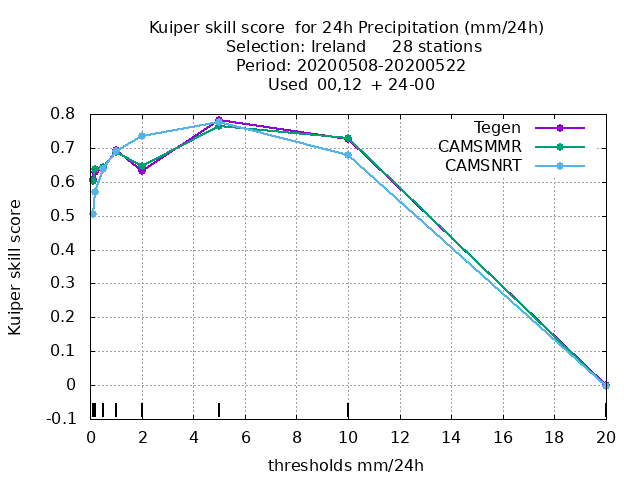 Kuiper skill score  for 24h Precipitation (mm/24h)
Selection: Ireland     28 stations
Period: 20200508-20200522
Used  00,12  + 24-00
Tegen
CAMSMMR
CAMSNRT
Kuiper skill score
0.8
0.7
0.6
0.5
0.4
0.3
0.2
0.1
0
-0.1
0 2 4 6 8 10 12 14 16 18 20
thresholds mm/24h